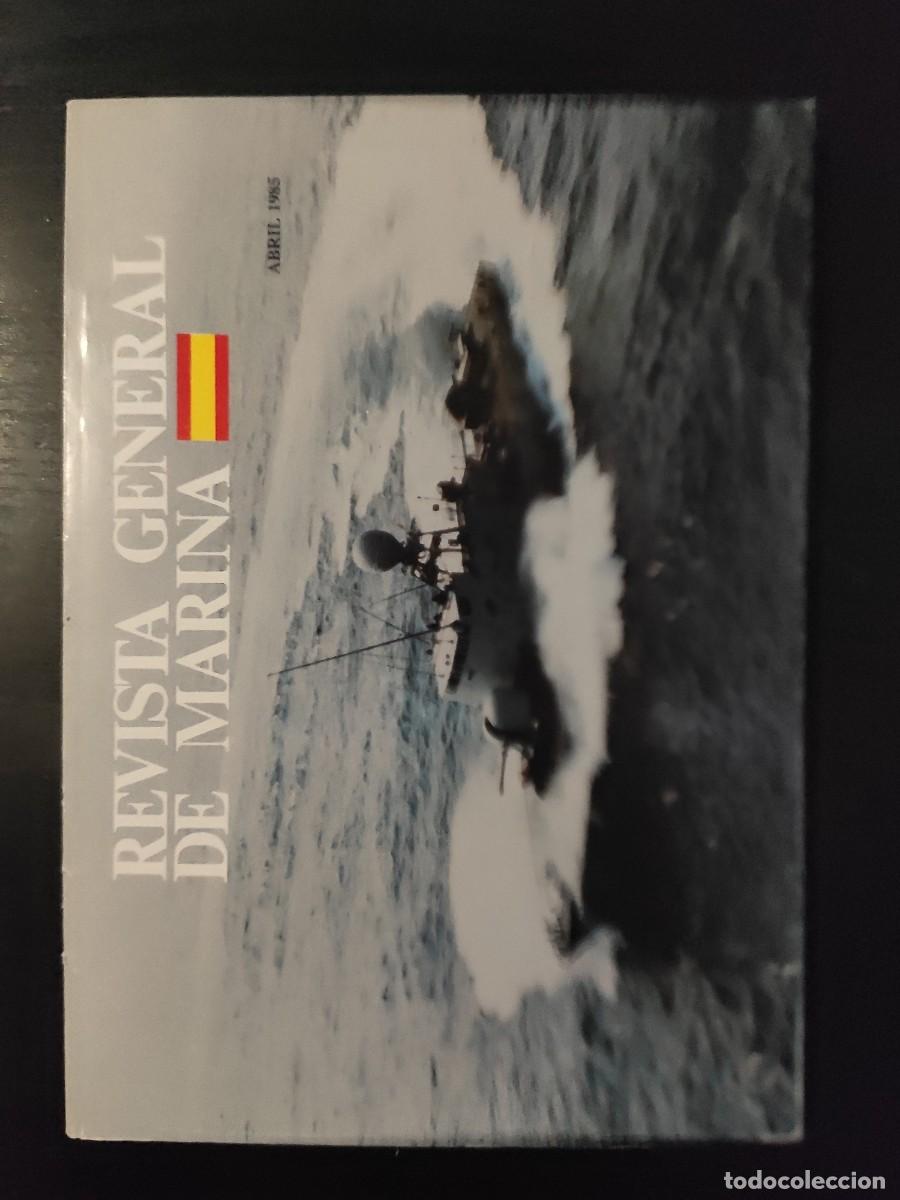 REVISTA GENERAL
DE MARINA
ABRIL 1985
todocoleccion